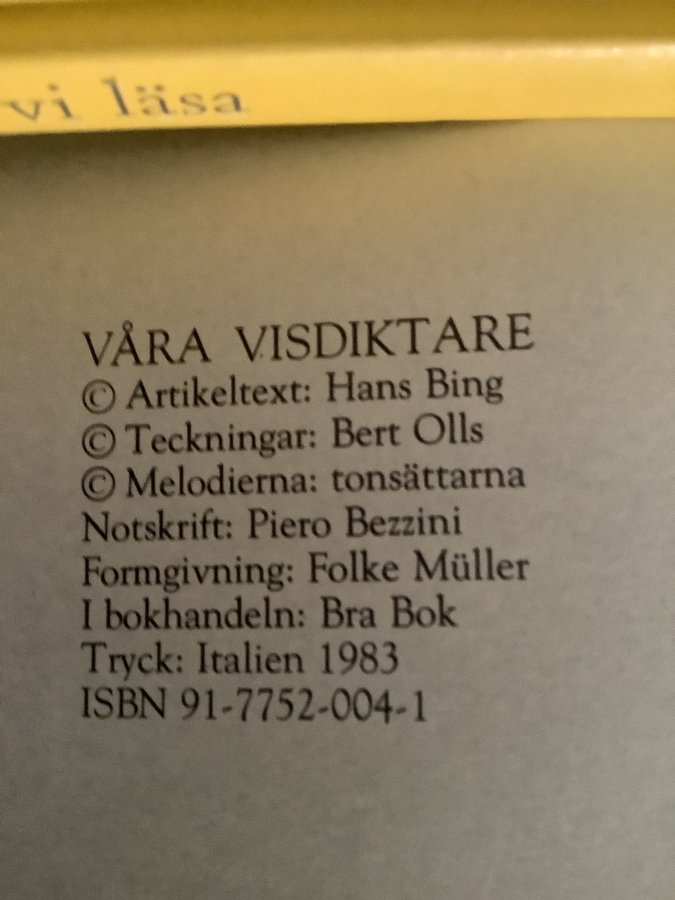 vi läsa
VÅRA VISDIKTARE
© Artikeltext: Hans Bing
© Teckningar: Bert Olls
© Melodierna: tonsättarna
Notskrift: Piero Bezzini
Formgivning: Folke Müller
I bokhandeln: Bra Bok
Tryck: Italien 1983
ISBN 91-7752-004-1